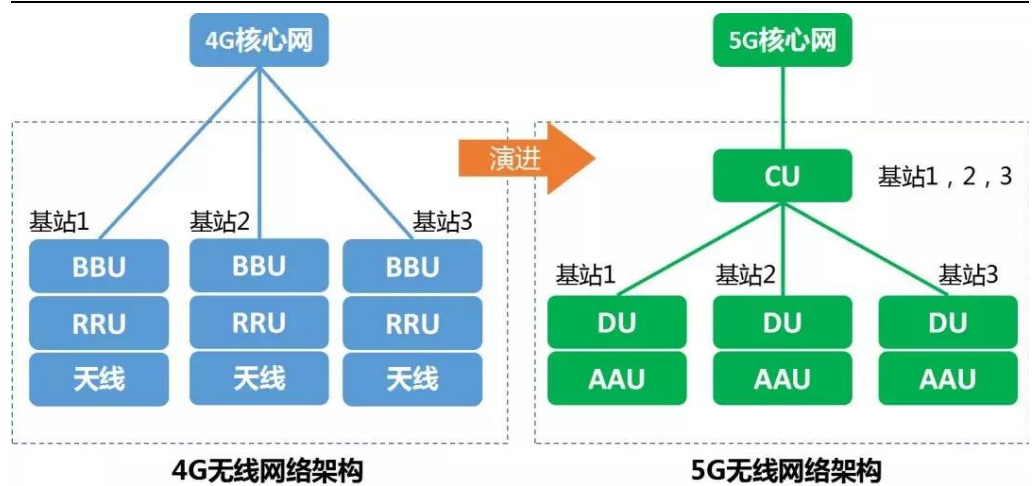 4G核心网
5G核心网
演进
CU
基站1，2，3
基站1
基站2
基站3
BBU
BBU
BBU
RRU
RRU
RRU
天线
天线
天线
基站1
基站2
基站3
DU
DU
DU
AAU
AAU
AAU
4G无线网络架构
5G无线网络架构